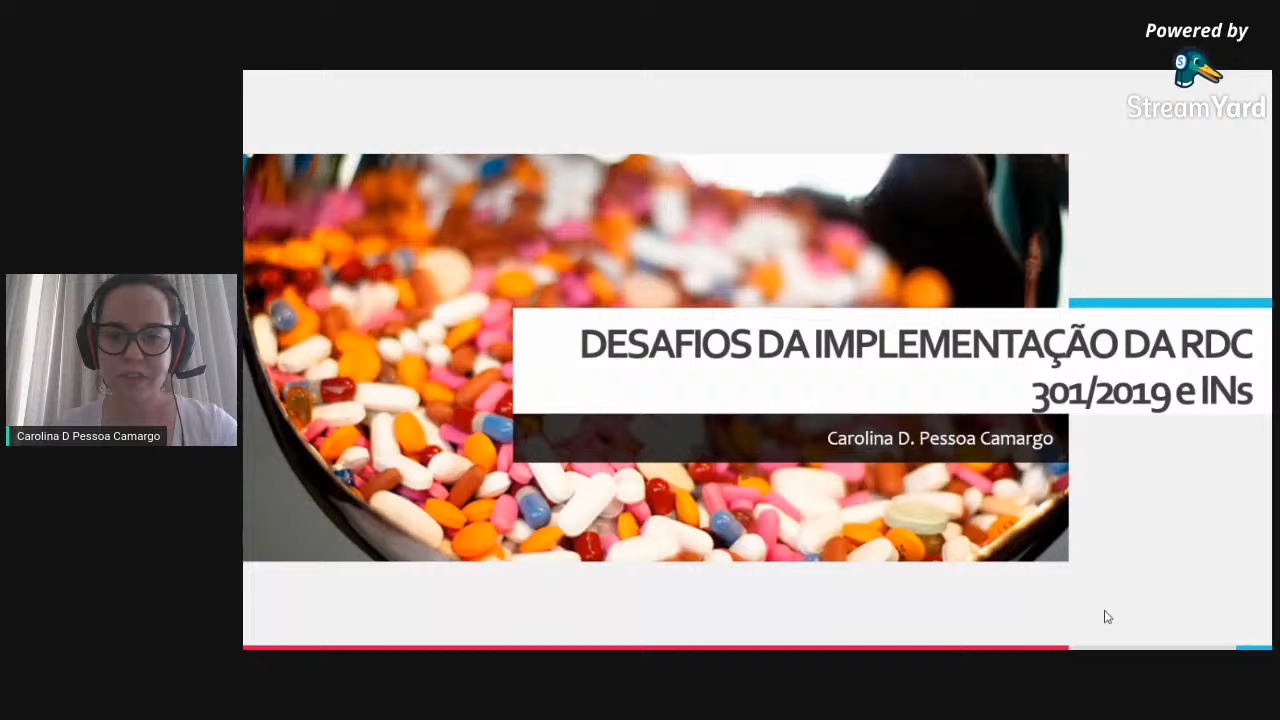 Powered by
StreamYard
DESAFIOS DA IMPLEMENTAÇÃO DA RDC
301/2019 e INs
Carolina D. Pessoa Camargo
Carolina D Pessoa Camargo